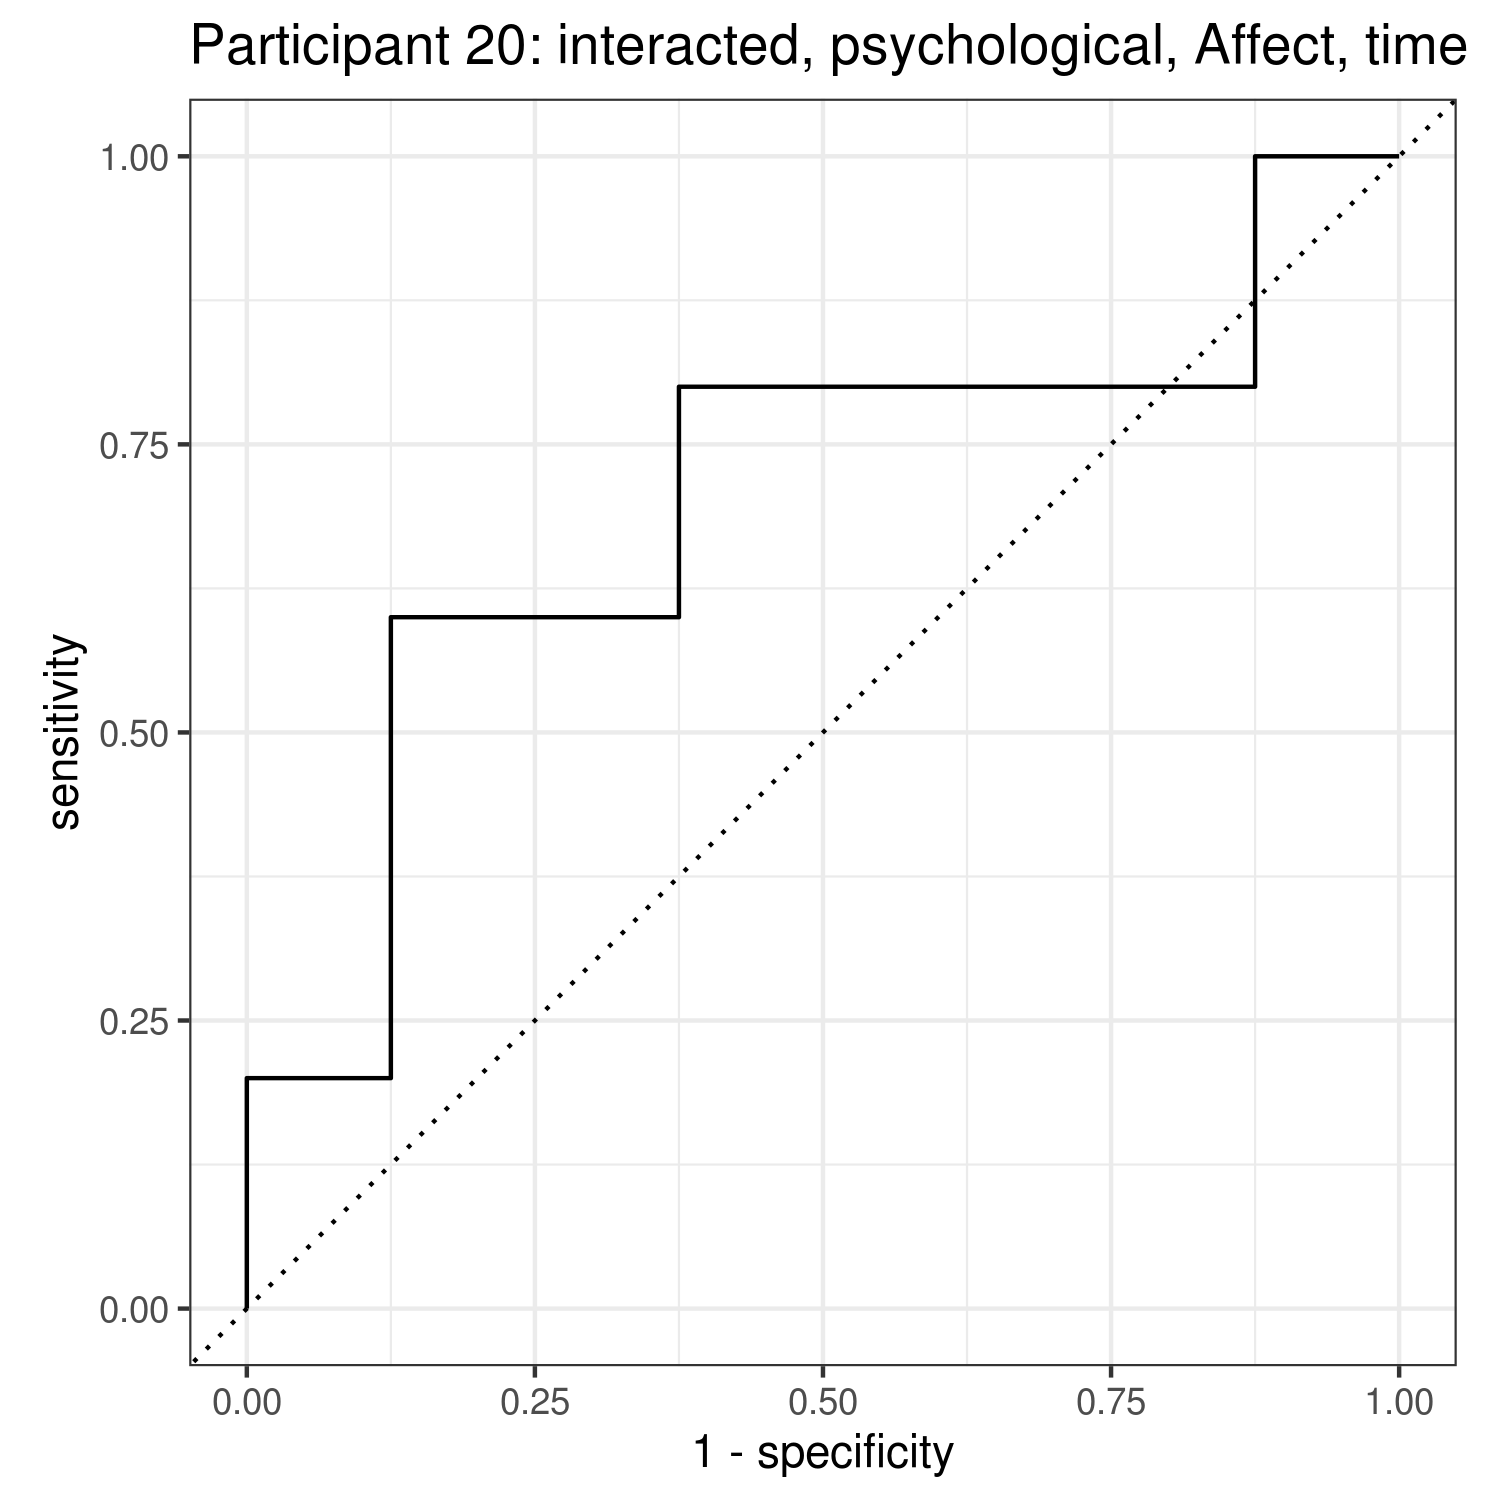 Participant 20: interacted, psychological, Affect, time
1.00
0.75
0.50
0.25
0.00
sensitivity
0.00 0.25 0.50 0.75 1.00
1 - specificity